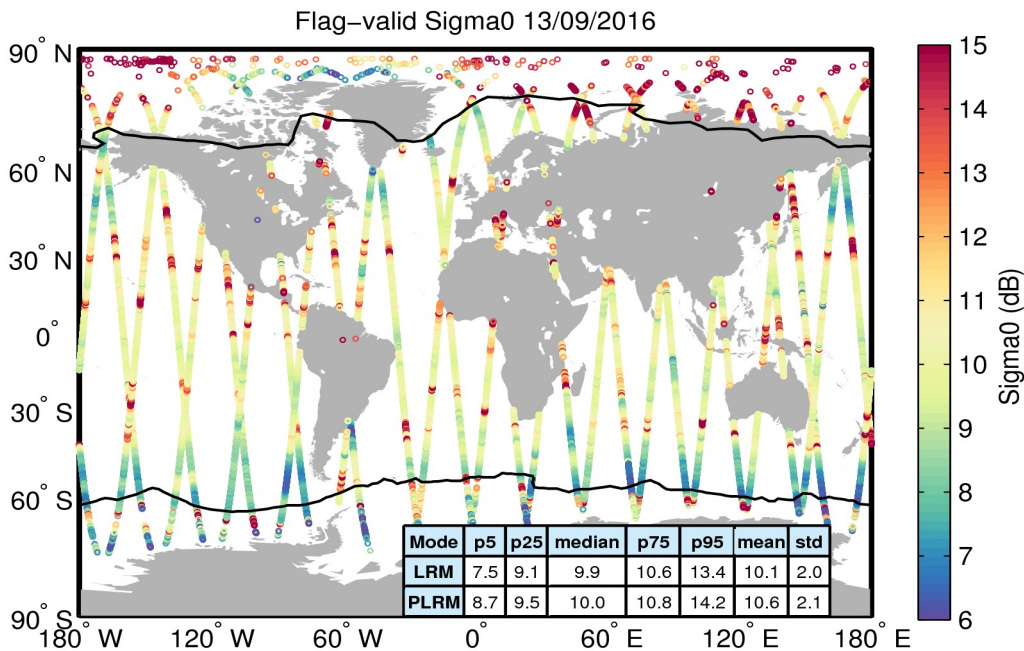 Flag−valid Sigma0 13/09/2016
90° N
60° N
30° N
0°
30° S
60° S
90° S
180° W
120° W
60° W
0°
60° E
120° E
180° E
15
14
13
12
11
10
9
8
7
6
Sigma0 (dB)
Mode p5 p25 median p75 p95 mean std
LRM 7.5 9.1 9.9 10.6 13.4 10.1 2.0
PLRM 8.7 9.5 10.0 10.8 14.2 10.6 2.1